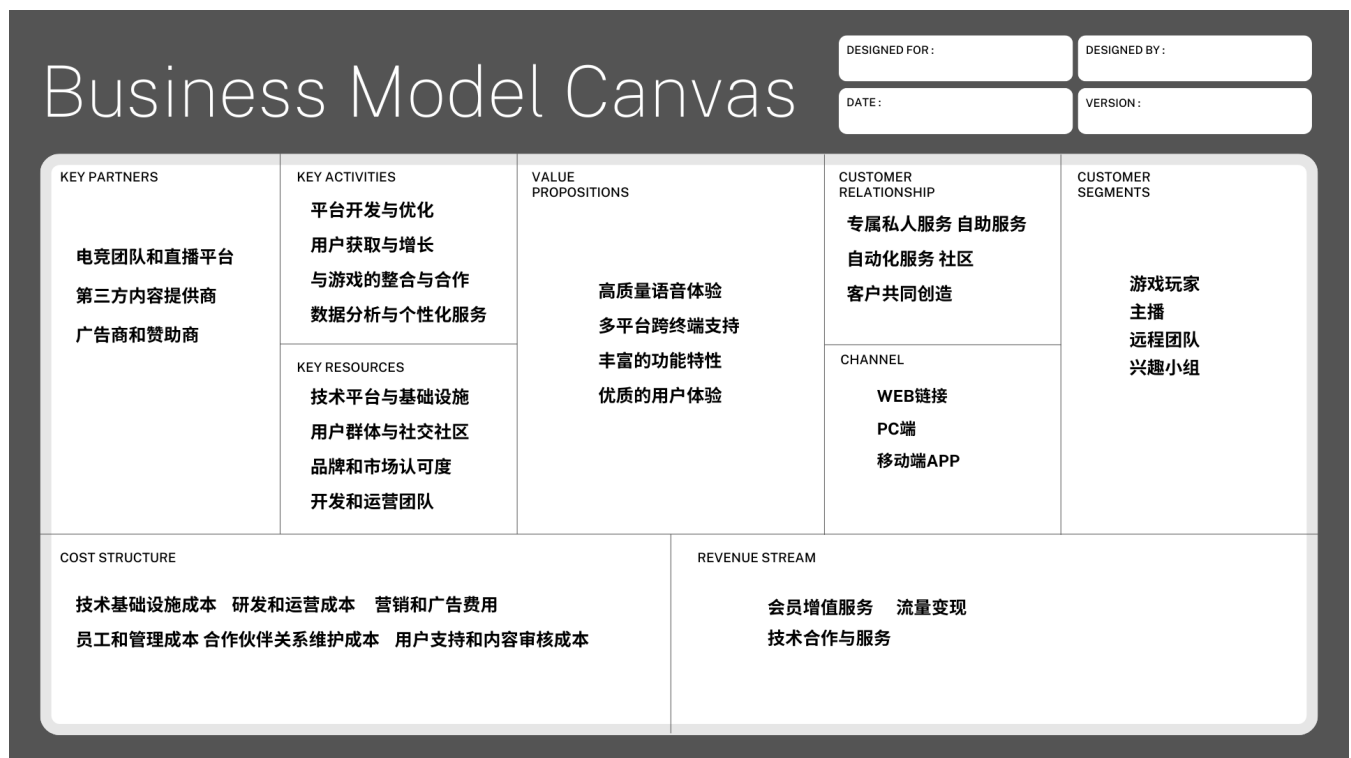 Business Model Canvas
DESIGNED FOR :
DESIGNED BY :
DATE :
VERSION :
KEY PARTNERS
电竞团队和直播平台
第三方内容提供商
广告商和赞助商
KEY ACTIVITIES
平台开发与优化
用户获取与增长
与游戏的整合与合作
数据分析与个性化服务
KEY RESOURCES
技术平台与基础设施
用户群体与社交社区
品牌和市场认可度
开发和运营团队
VALUE
PROPOSITIONS
高质量语音体验
多平台跨终端支持
丰富的功能特性
优质的用户体验
CUSTOMER
RELATIONSHIP
专属私人服务 自助服务
自动化服务 社区
客户共同创造
CHANNEL
WEB链接
PC端
移动端APP
CUSTOMER
SEGMENTS
游戏玩家
主播
远程团队
兴趣小组
COST STRUCTURE
技术基础设施成本 研发和运营成本 营销和广告费用
员工和管理成本 合作伙伴关系维护成本 用户支持和内容审核成本
REVENUE STREAM
会员增值服务 流量变现
技术合作与服务